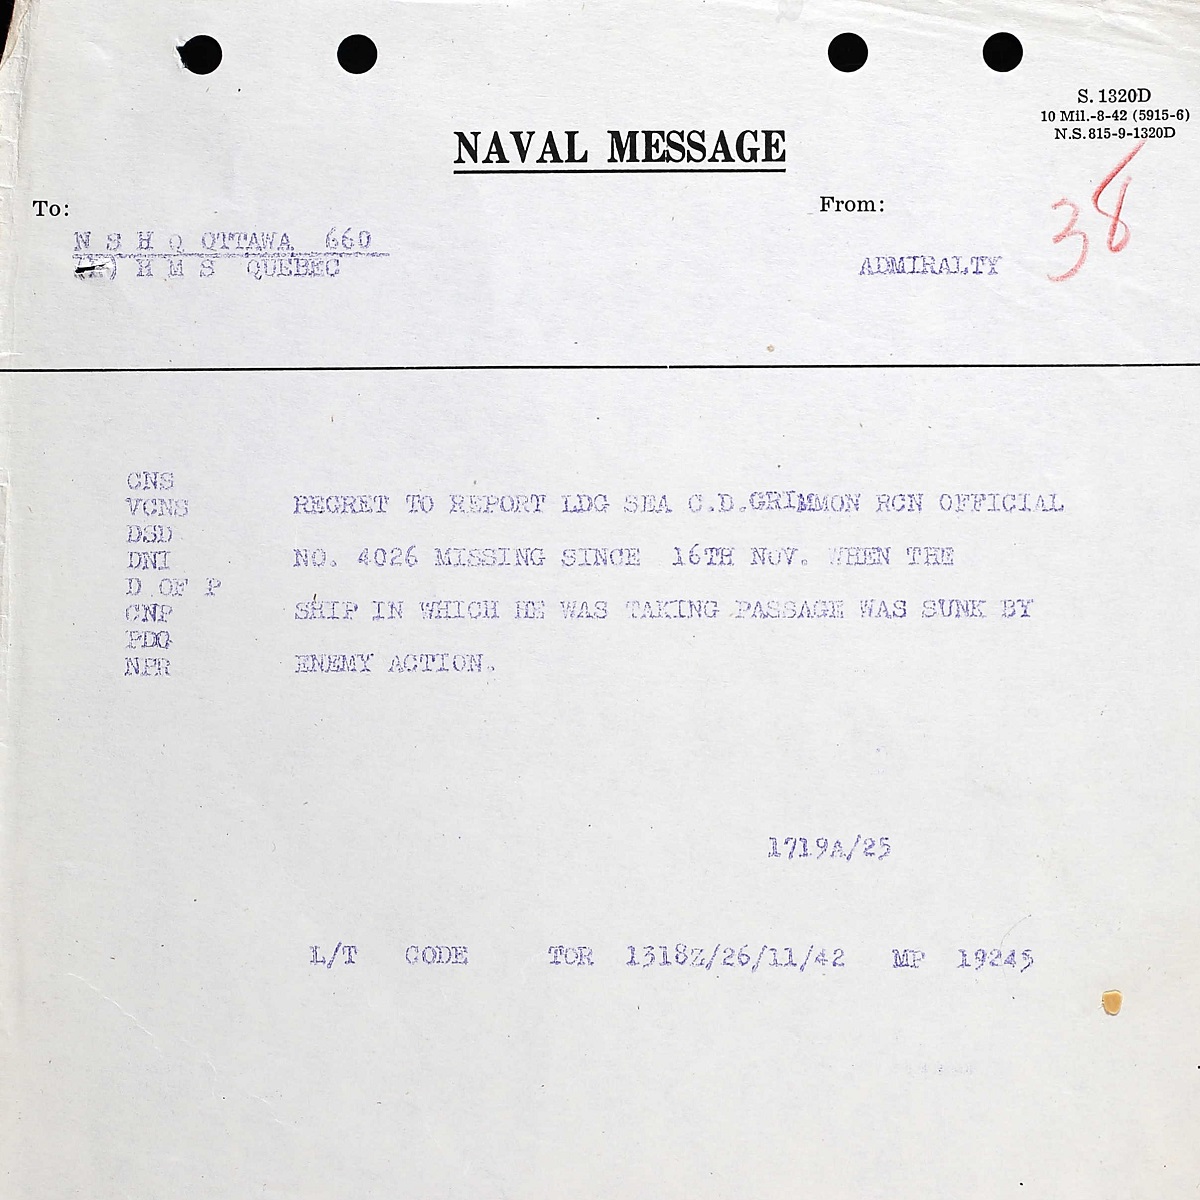 S. 1320D
10 Mil.-8-42 (5915-6)
N.S. 815-9-1320D
NAVAL MESSAGE
38
To:
From:
N S H Q OTTAWA 660
(R) H M S QUEBEC
ADMIRALTY
CNS
VCNS
REGRET TO REPORT LDG SEA C.D.GRIMMON RCN OFFICIAL
DSD
DNI
NO. 4026 MISSING SINCE 16TH NOV. WHEN THE
D OF P
CNP
SHIP IN WHICH HE WAS TAKING PASSAGE WAS SUNK BY
PDO
NPR
ENEMY ACTION.
1719A/25
L/T CODE TOR 1318Z/26/11/42 MP 19245